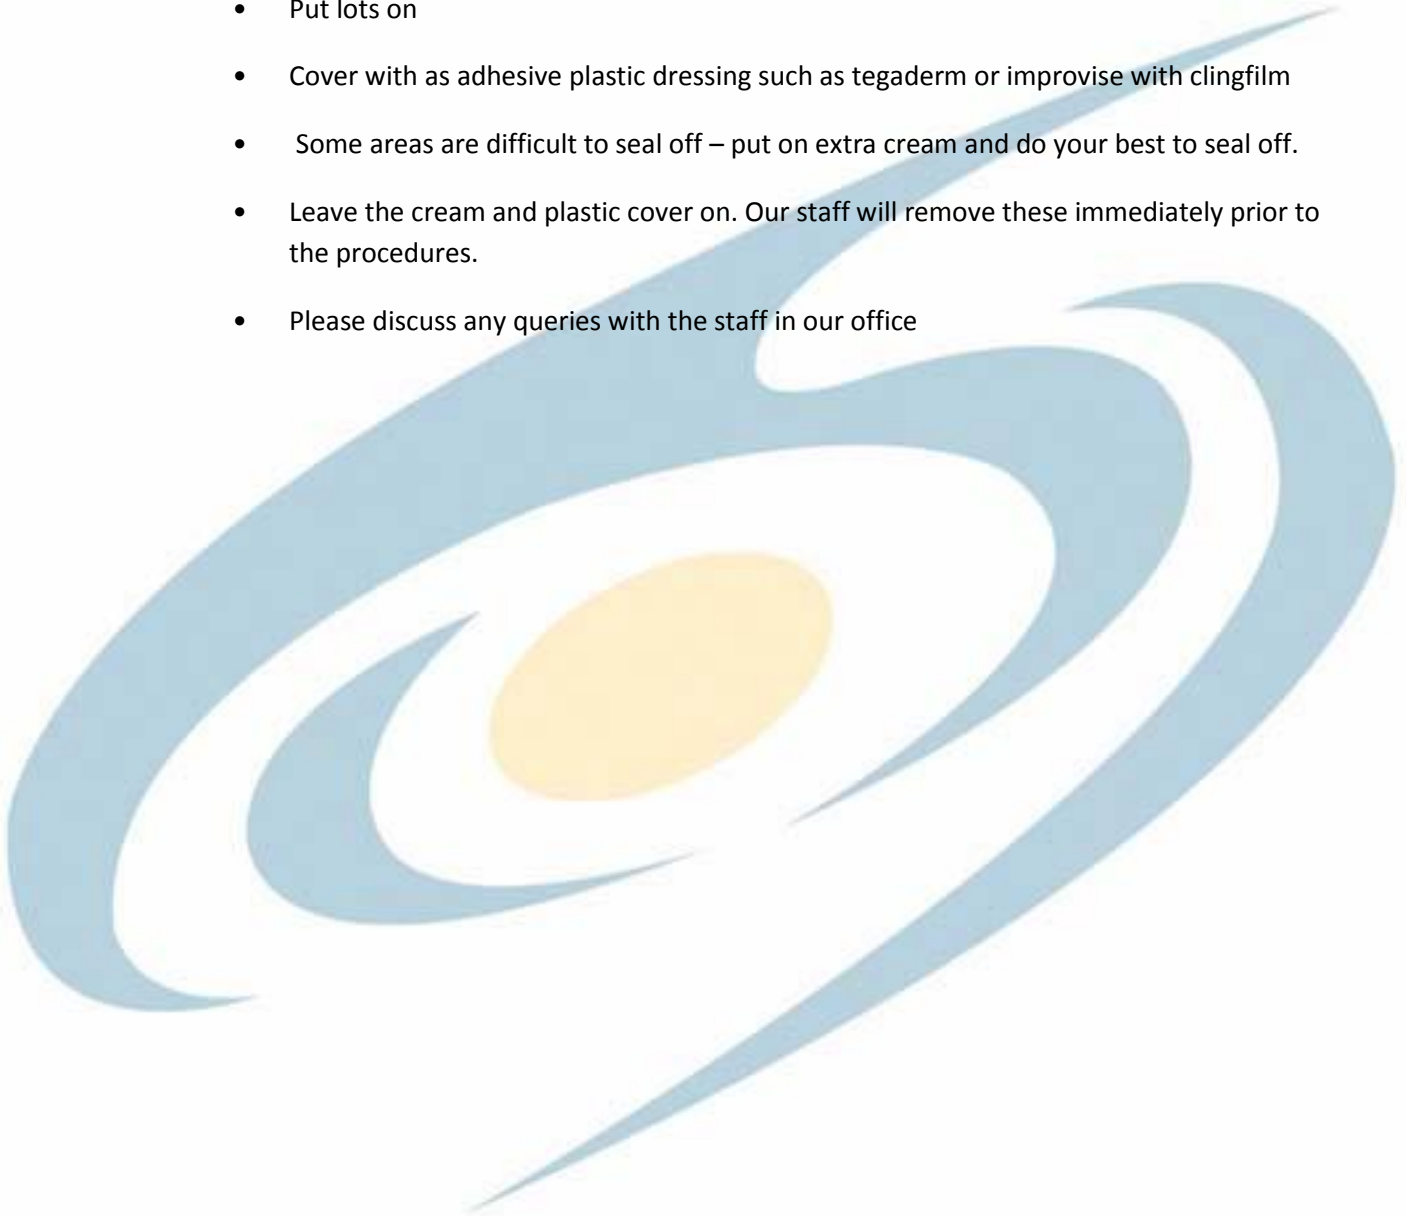 • Put lots on
• Cover with as adhesive plastic dressing such as tegaderm or improvise with clingfilm
• Some areas are difficult to seal off – put on extra cream and do your best to seal off.
• Leave the cream and plastic cover on. Our staff will remove these immediately prior to
the procedures.
• Please discuss any queries with the staff in our office